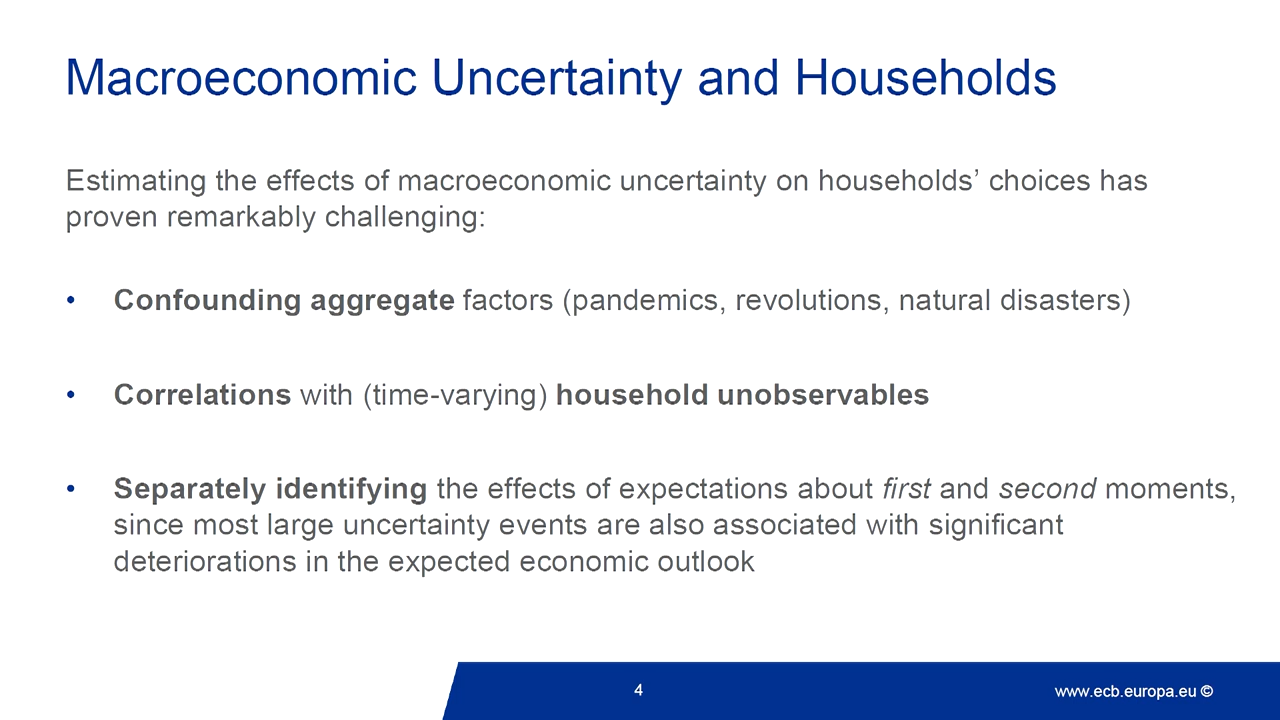 Macroeconomic Uncertainty and Households
Estimating the effects of macroeconomic uncertainty on households’ choices has
proven remarkably challenging:
• Confounding aggregate factors (pandemics, revolutions, natural disasters)
• Correlations with (time-varying) household unobservables
• Separately identifying the effects of expectations about first and second moments,
since most large uncertainty events are also associated with significant
deteriorations in the expected economic outlook
4
www.ecb.europa.eu ©